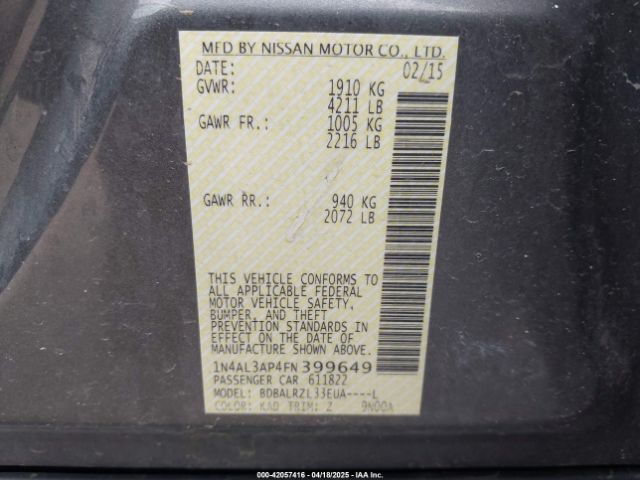 MFD BY NISSAN MOTOR CO., LTD.
DATE: 02/15
GVWR: 1910 KG
4211 LB
GAWR FR.: 1005 KG
2216 LB
GAWR RR.: 940 KG
2072 LB
THIS VEHICLE CONFORMS TO
ALL APPLICABLE FEDERAL
MOTOR VEHICLE SAFETY,
BUMPER, AND THEFT
PREVENTION STANDARDS IN
EFFECT ON THE DATE OF
MANUFACTURE SHOWN ABOVE.
1N4AL3AP4FN399649
PASSENGER CAR 611822
MODEL: BDBALRZL33EUA----L
COLOR: KAD TRIM: Z 9N00A
000-42057416 - 04/18/2025 - IAAI.COM